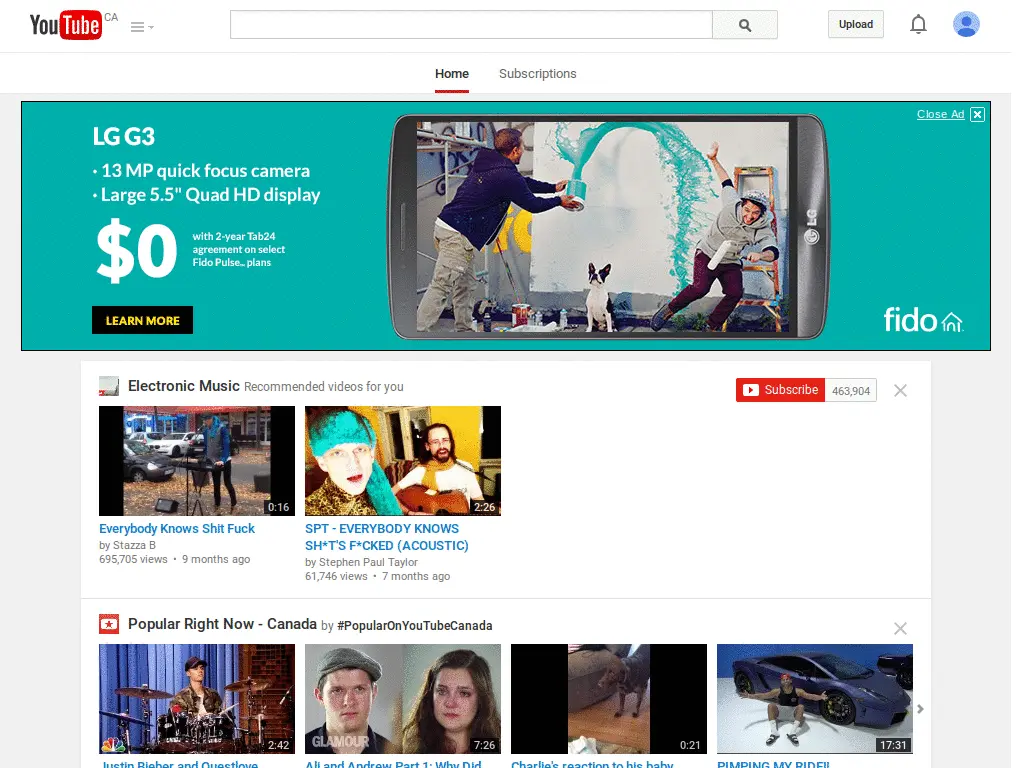 YouTube CA
Upload
Home Subscriptions
Close Ad
LG G3
· 13 MP quick focus camera
· Large 5.5" Quad HD display
$0
with 2-year Tab24
agreement on select
Fido Pulse... plans
LEARN MORE
LG
fido
Electronic Music Recommended videos for you
Subscribe 463,904
0:16
2:26
Everybody Knows Shit Fuck
by Stazza B
695,705 views • 9 months ago
SPT - EVERYBODY KNOWS
SH*T'S F*CKED (ACOUSTIC)
by Stephen Paul Taylor
61,746 views • 7 months ago
Popular Right Now - Canada by #PopularOnYouTubeCanada
2:42
GLAMOUR
7:26
0:21
17:31
Justin Bieber and Questlove
Ali and Andrew Part 1: Why Did
Charlie's reaction to his baby
PIMPING MY RIDE!!